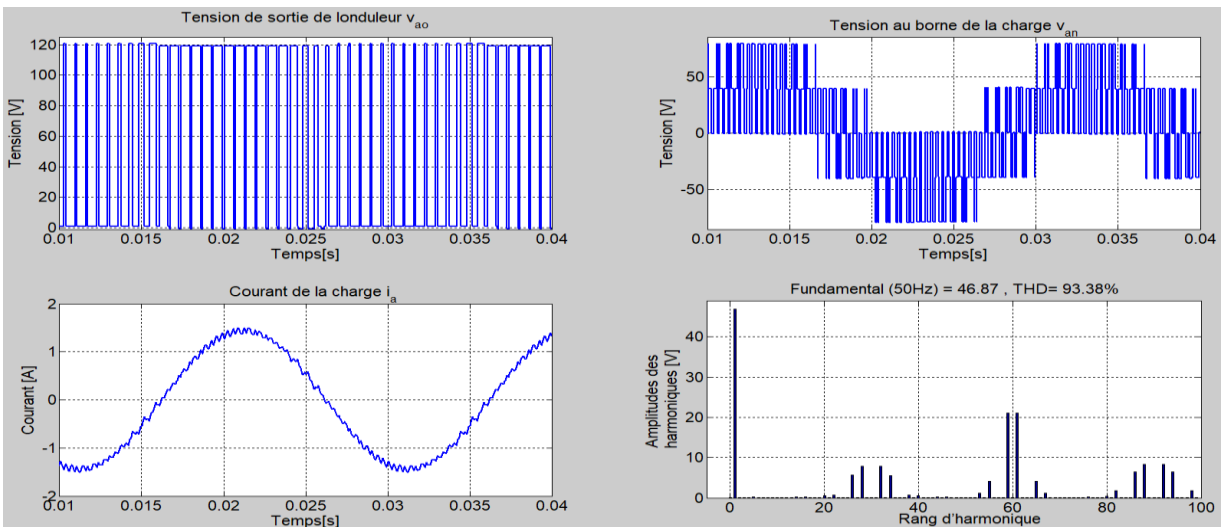 Tension de sortie de londuleur v_ao
Tension [V]
120
100
80
60
40
20
0
0.01 0.015 0.02 0.025 0.03 0.035 0.04
Temps[s]
Tension au borne de la charge v_an
Tension [V]
50
0
-50
0.01 0.015 0.02 0.025 0.03 0.035 0.04
Temps[s]
Courant de la charge i_a
Courant [A]
2
1
0
-1
-2
0.01 0.015 0.02 0.025 0.03 0.035 0.04
Temps[s]
Fundamental (50Hz) = 46.87 , THD= 93.38%
Amplitudes des
harmoniques [V]
40
30
20
10
0
0 20 40 60 80 100
Rang d'harmonique